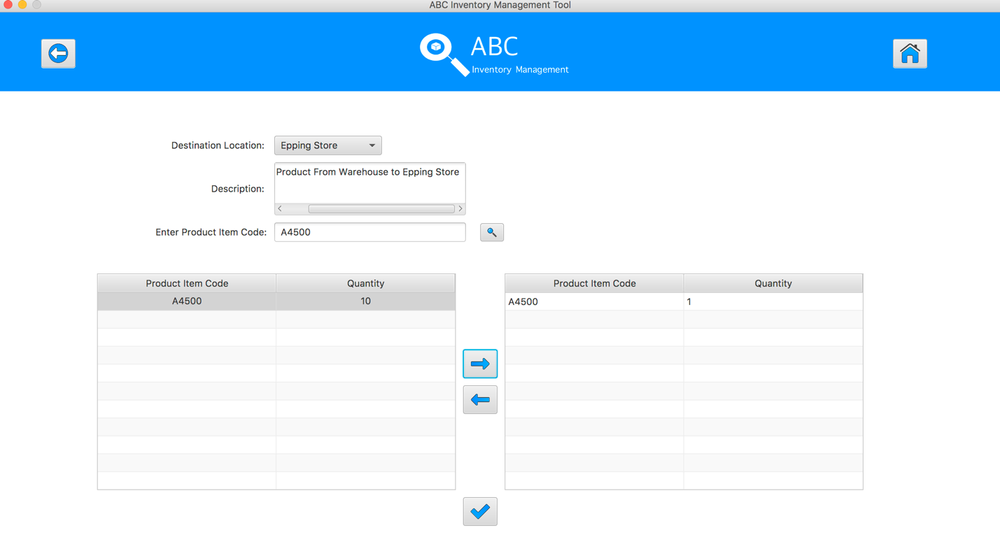 ABC Inventory Management Tool
ABC
Inventory Management
Destination Location: Epping Store
Description: Product From Warehouse to Epping Store
Enter Product Item Code: A4500
Product Item Code Quantity Product Item Code Quantity
A4500 10 A4500 1